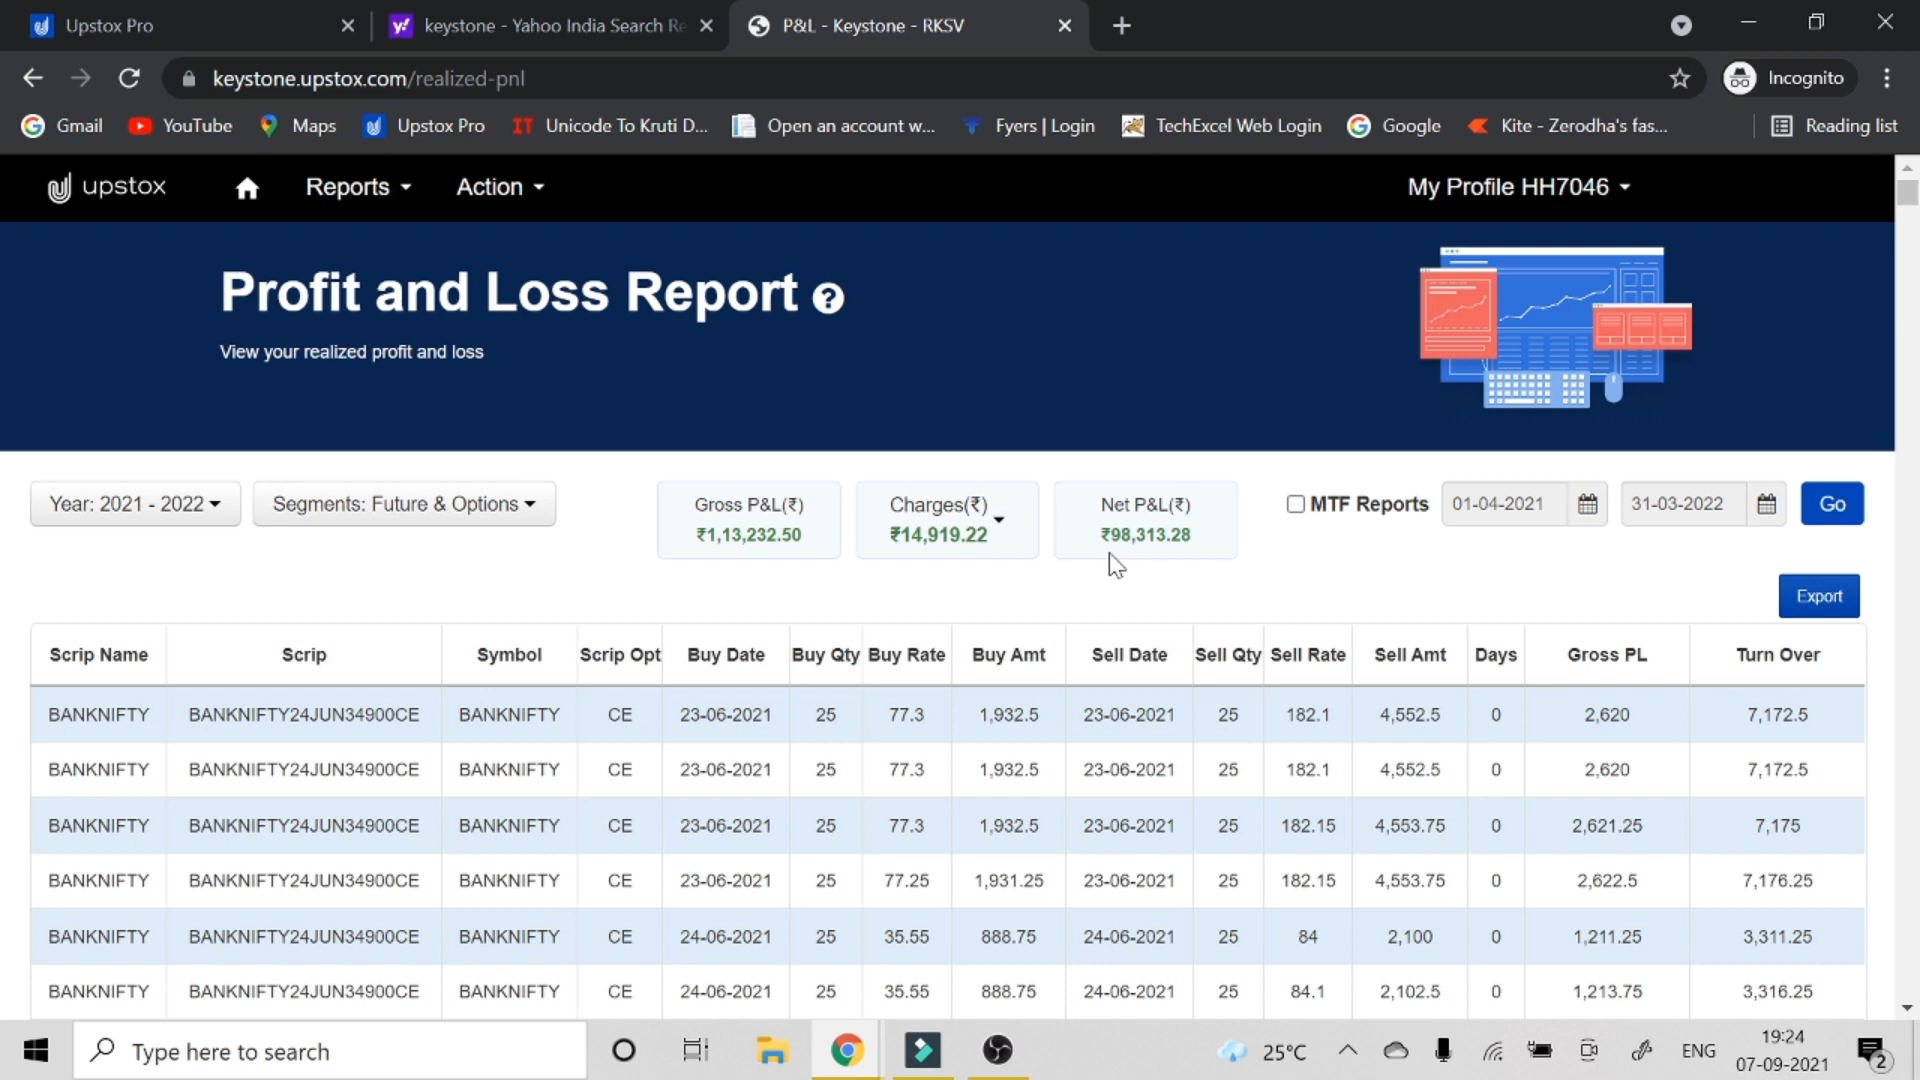 Upstox Pro
keystone - Yahoo India Search Re
P&L - Keystone - RKSV
keystone.upstox.com/realized-pnl
Incognito
Gmail YouTube Maps Upstox Pro Unicode To Kruti D... Open an account w... Fyers | Login TechExcel Web Login Google Kite - Zerodha's fas... Reading list
upstox Reports Action My Profile HH7046
Profit and Loss Report ?
View your realized profit and loss
Year: 2021 - 2022 Segments: Future & Options
Gross P&L(₹)
₹1,13,232.50
Charges(₹)
₹14,919.22
Net P&L(₹)
₹98,313.28
MTF Reports 01-04-2021 31-03-2022 Go
Export
Scrip Name Scrip Symbol Scrip Opt Buy Date Buy Qty Buy Rate Buy Amt Sell Date Sell Qty Sell Rate Sell Amt Days Gross PL Turn Over
BANKNIFTY BANKNIFTY24JUN34900CE BANKNIFTY CE 23-06-2021 25 77.3 1,932.5 23-06-2021 25 182.1 4,552.5 0 2,620 7,172.5
BANKNIFTY BANKNIFTY24JUN34900CE BANKNIFTY CE 23-06-2021 25 77.3 1,932.5 23-06-2021 25 182.1 4,552.5 0 2,620 7,172.5
BANKNIFTY BANKNIFTY24JUN34900CE BANKNIFTY CE 23-06-2021 25 77.3 1,932.5 23-06-2021 25 182.15 4,553.75 0 2,621.25 7,175
BANKNIFTY BANKNIFTY24JUN34900CE BANKNIFTY CE 23-06-2021 25 77.25 1,931.25 23-06-2021 25 182.15 4,553.75 0 2,622.5 7,176.25
BANKNIFTY BANKNIFTY24JUN34900CE BANKNIFTY CE 24-06-2021 25 35.55 888.75 24-06-2021 25 84 2,100 0 1,211.25 3,311.25
BANKNIFTY BANKNIFTY24JUN34900CE BANKNIFTY CE 24-06-2021 25 35.55 888.75 24-06-2021 25 84.1 2,102.5 0 1,213.75 3,316.25
Type here to search
25°C
ENG
19:24
07-09-2021
2